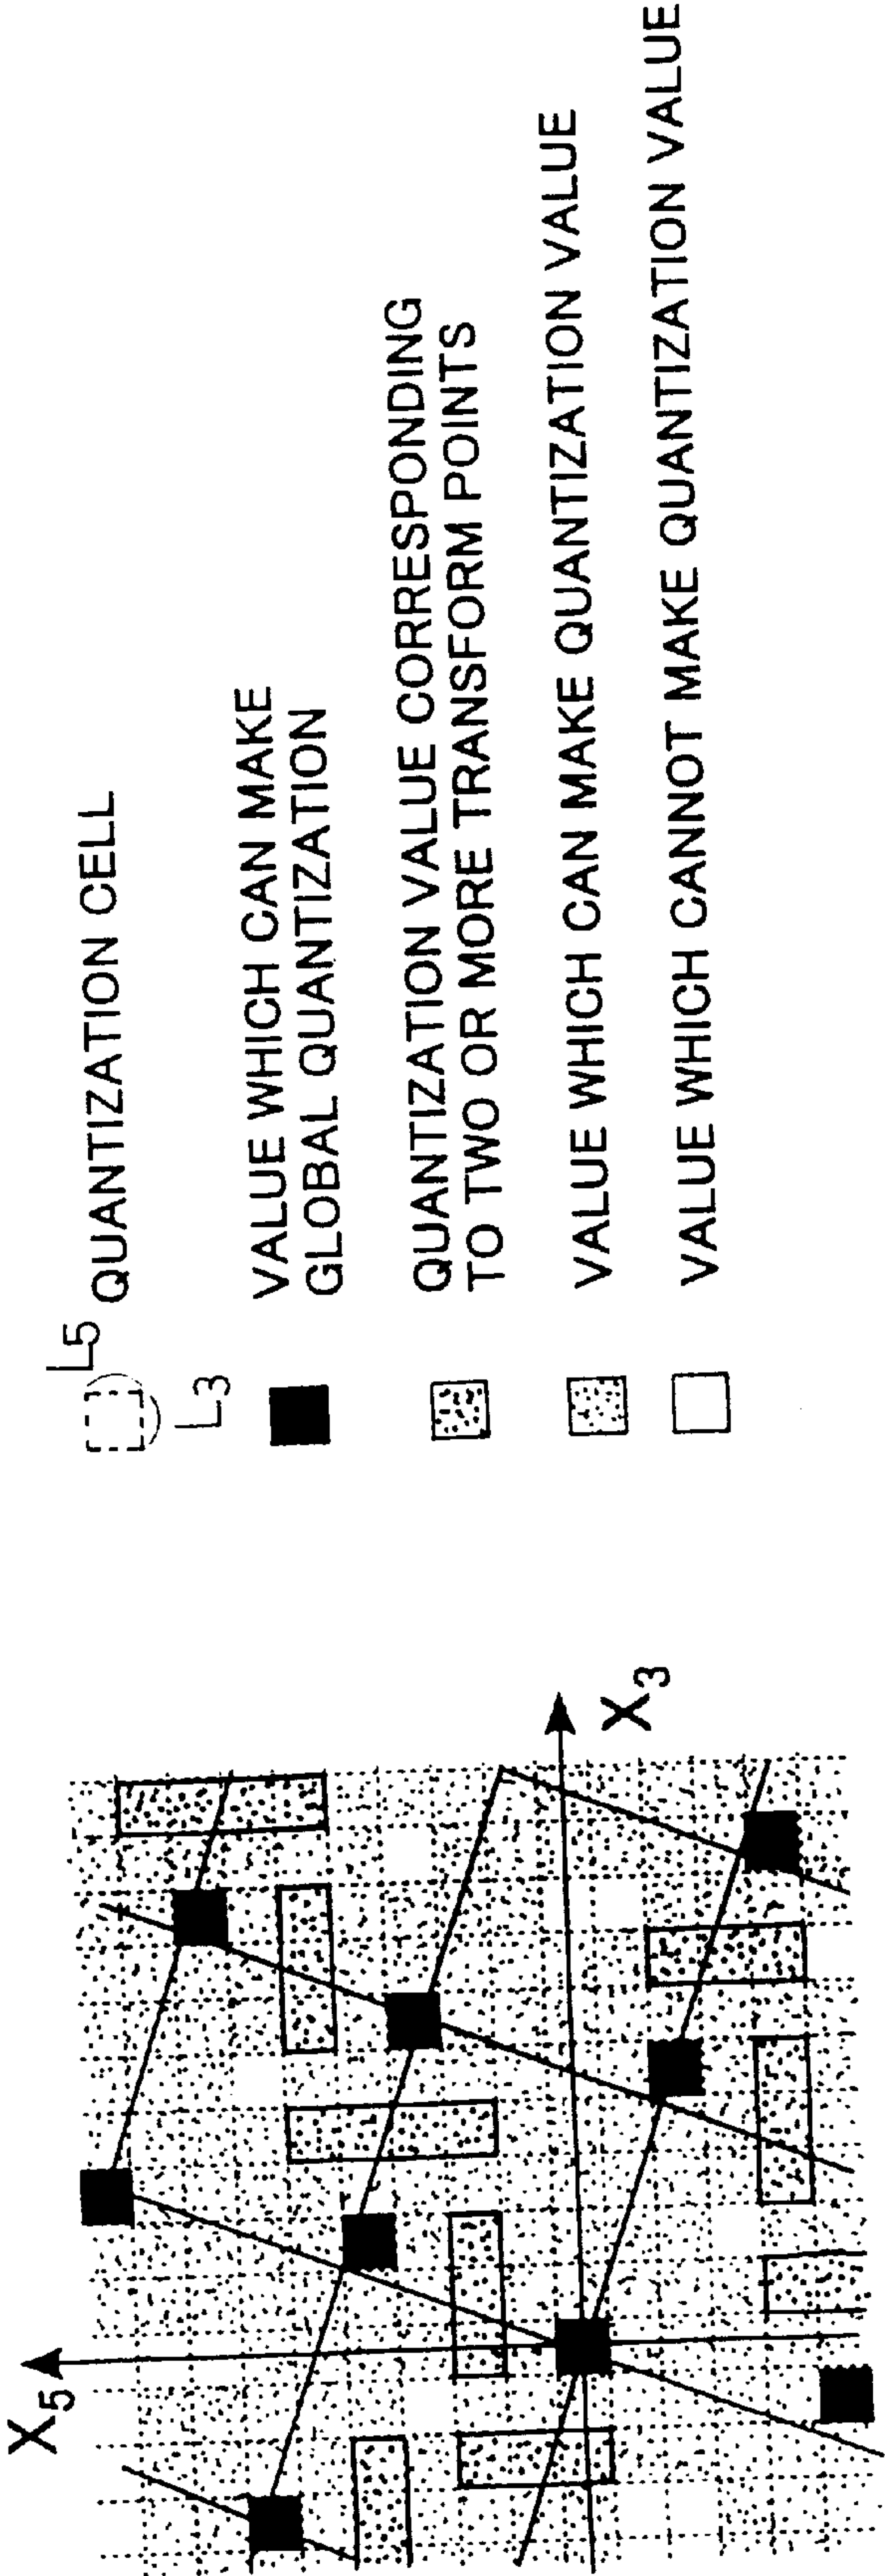 L5
QUANTIZATION CELL
L3
VALUE WHICH CAN MAKE
GLOBAL QUANTIZATION
QUANTIZATION VALUE CORRESPONDING
TO TWO OR MORE TRANSFORM POINTS
VALUE WHICH CAN MAKE QUANTIZATION VALUE
VALUE WHICH CANNOT MAKE QUANTIZATION VALUE
X5
X3